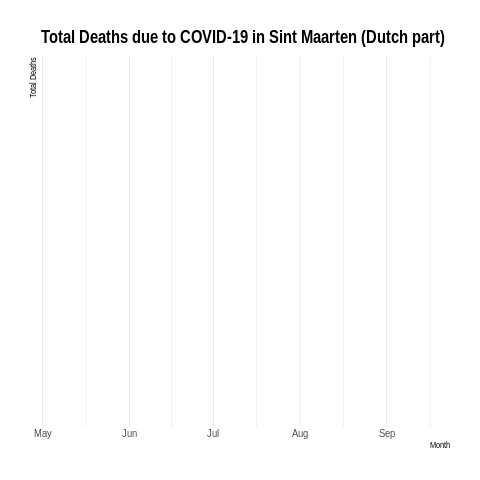 Total Deaths due to COVID-19 in Sint Maarten (Dutch part)
Total Deaths
May Jun Jul Aug Sep
Month